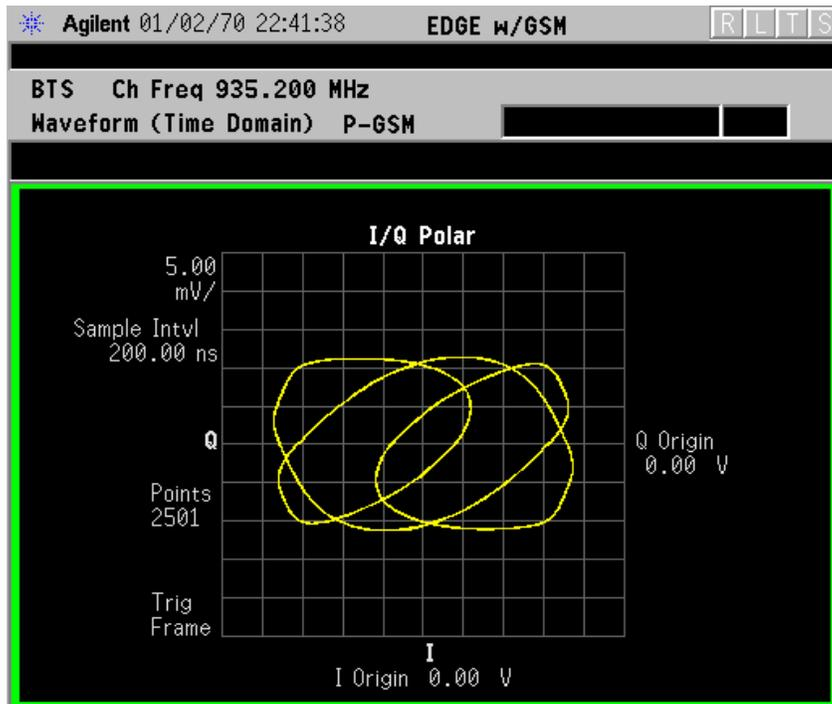 Agilent 01/02/70 22:41:38 EDGE w/GSM R L T S
BTS Ch Freq 935.200 MHz
Waveform (Time Domain) P-GSM
I/Q Polar
5.00
mV/
Sample Intvl
200.00 ns
Q
Q Origin
0.00 V
Points
2501
Trig
Frame
I
I Origin 0.00 V